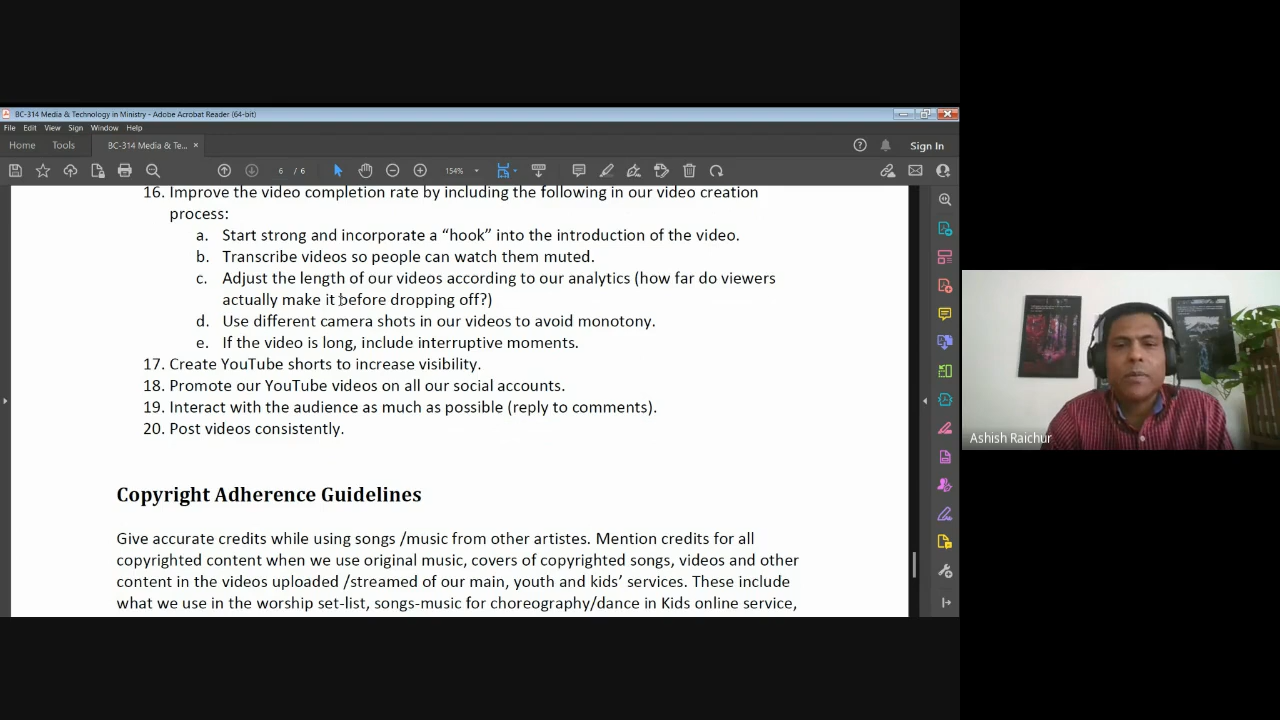 BC-314 Media & Technology in Ministry - Adobe Acrobat Reader (64-bit)
File Edit View Sign Window Help
Home Tools BC-314 Media & Te... × Sign In
6 / 6 154%
16. Improve the video completion rate by including the following in our video creation
process:
a. Start strong and incorporate a “hook” into the introduction of the video.
b. Transcribe videos so people can watch them muted.
c. Adjust the length of our videos according to our analytics (how far do viewers
actually make it before dropping off?)
d. Use different camera shots in our videos to avoid monotony.
e. If the video is long, include interruptive moments.
17. Create YouTube shorts to increase visibility.
18. Promote our YouTube videos on all our social accounts.
19. Interact with the audience as much as possible (reply to comments).
20. Post videos consistently.
Copyright Adherence Guidelines
Give accurate credits while using songs /music from other artistes. Mention credits for all
copyrighted content when we use original music, covers of copyrighted songs, videos and other
content in the videos uploaded /streamed of our main, youth and kids’ services. These include
what we use in the worship set-list, songs-music for choreography/dance in Kids online service,
Ashish Raichur